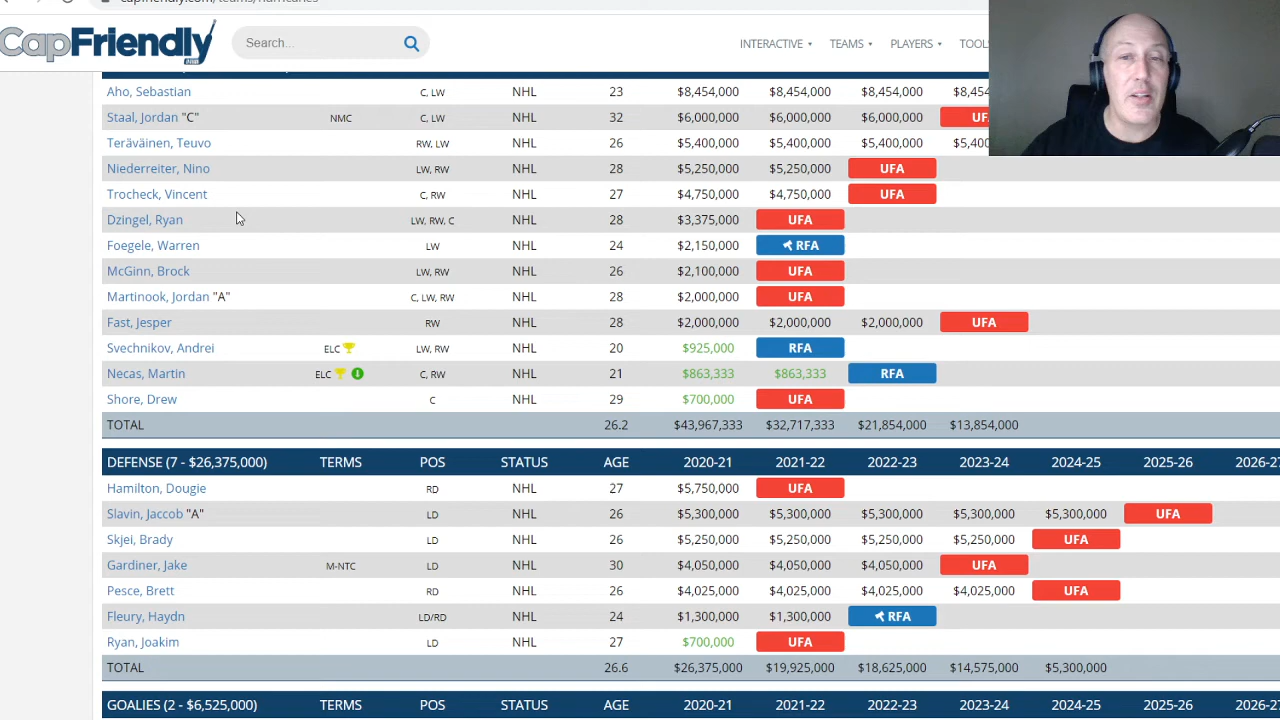 CapFriendly
Search...
INTERACTIVE TEAMS PLAYERS TOOLS
Aho, Sebastian C, LW NHL 23 $8,454,000 $8,454,000 $8,454,000 $8,454
Staal, Jordan "C" NMC C, LW NHL 32 $6,000,000 $6,000,000 $6,000,000 UF
Teräväinen, Teuvo RW, LW NHL 26 $5,400,000 $5,400,000 $5,400,000 $5,400
Niederreiter, Nino LW, RW NHL 28 $5,250,000 $5,250,000 UFA
Trocheck, Vincent C, RW NHL 27 $4,750,000 $4,750,000 UFA
Dzingel, Ryan LW, RW, C NHL 28 $3,375,000 UFA
Foegele, Warren LW NHL 24 $2,150,000 RFA
McGinn, Brock LW, RW NHL 26 $2,100,000 UFA
Martinook, Jordan "A" C, LW, RW NHL 28 $2,000,000 UFA
Fast, Jesper RW NHL 28 $2,000,000 $2,000,000 $2,000,000 UFA
Svechnikov, Andrei ELC LW, RW NHL 20 $925,000 RFA
Necas, Martin ELC C, RW NHL 21 $863,333 $863,333 RFA
Shore, Drew C NHL 29 $700,000 UFA
TOTAL 26.2 $43,967,333 $32,717,333 $21,854,000 $13,854,000
DEFENSE (7 - $26,375,000) TERMS POS STATUS AGE 2020-21 2021-22 2022-23 2023-24 2024-25 2025-26 2026-27
Hamilton, Dougie RD NHL 27 $5,750,000 UFA
Slavin, Jaccob "A" LD NHL 26 $5,300,000 $5,300,000 $5,300,000 $5,300,000 $5,300,000 UFA
Skjei, Brady LD NHL 26 $5,250,000 $5,250,000 $5,250,000 $5,250,000 UFA
Gardiner, Jake M-NTC LD NHL 30 $4,050,000 $4,050,000 $4,050,000 UFA
Pesce, Brett RD NHL 26 $4,025,000 $4,025,000 $4,025,000 $4,025,000 UFA
Fleury, Haydn LD/RD NHL 24 $1,300,000 $1,300,000 RFA
Ryan, Joakim LD NHL 27 $700,000 UFA
TOTAL 26.6 $26,375,000 $19,925,000 $18,625,000 $14,575,000 $5,300,000
GOALIES (2 - $6,525,000) TERMS POS STATUS AGE 2020-21 2021-22 2022-23 2023-24 2024-25 2025-26 2026-27